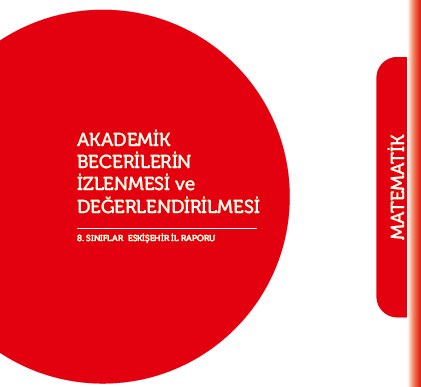 AKADEMİK
BECERİLERİN
İZLENMESİ ve
DEĞERLENDİRİLMESİ
8. SINIFLAR ESKİŞEHİR İL RAPORU
MATEMATİK